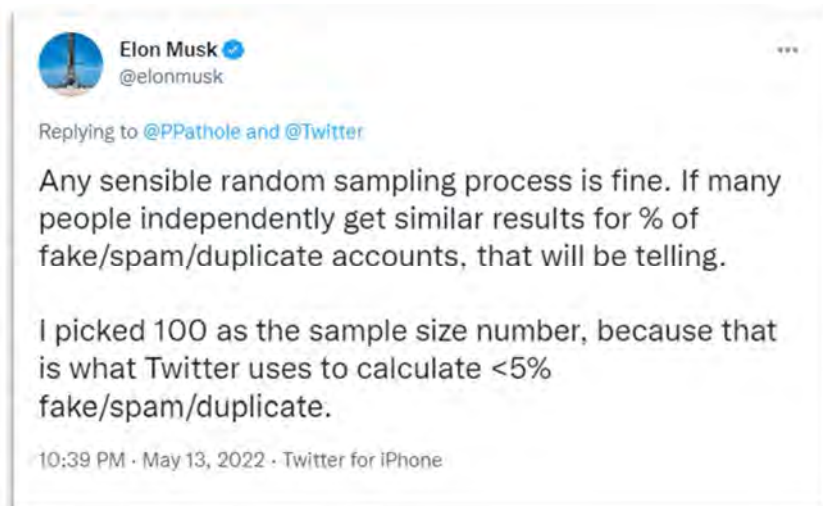 Elon Musk
@elonmusk
Replying to @PPathole and @Twitter
Any sensible random sampling process is fine. If many
people independently get similar results for % of
fake/spam/duplicate accounts, that will be telling.
I picked 100 as the sample size number, because that
is what Twitter uses to calculate <5%
fake/spam/duplicate.
10:39 PM · May 13, 2022 · Twitter for iPhone